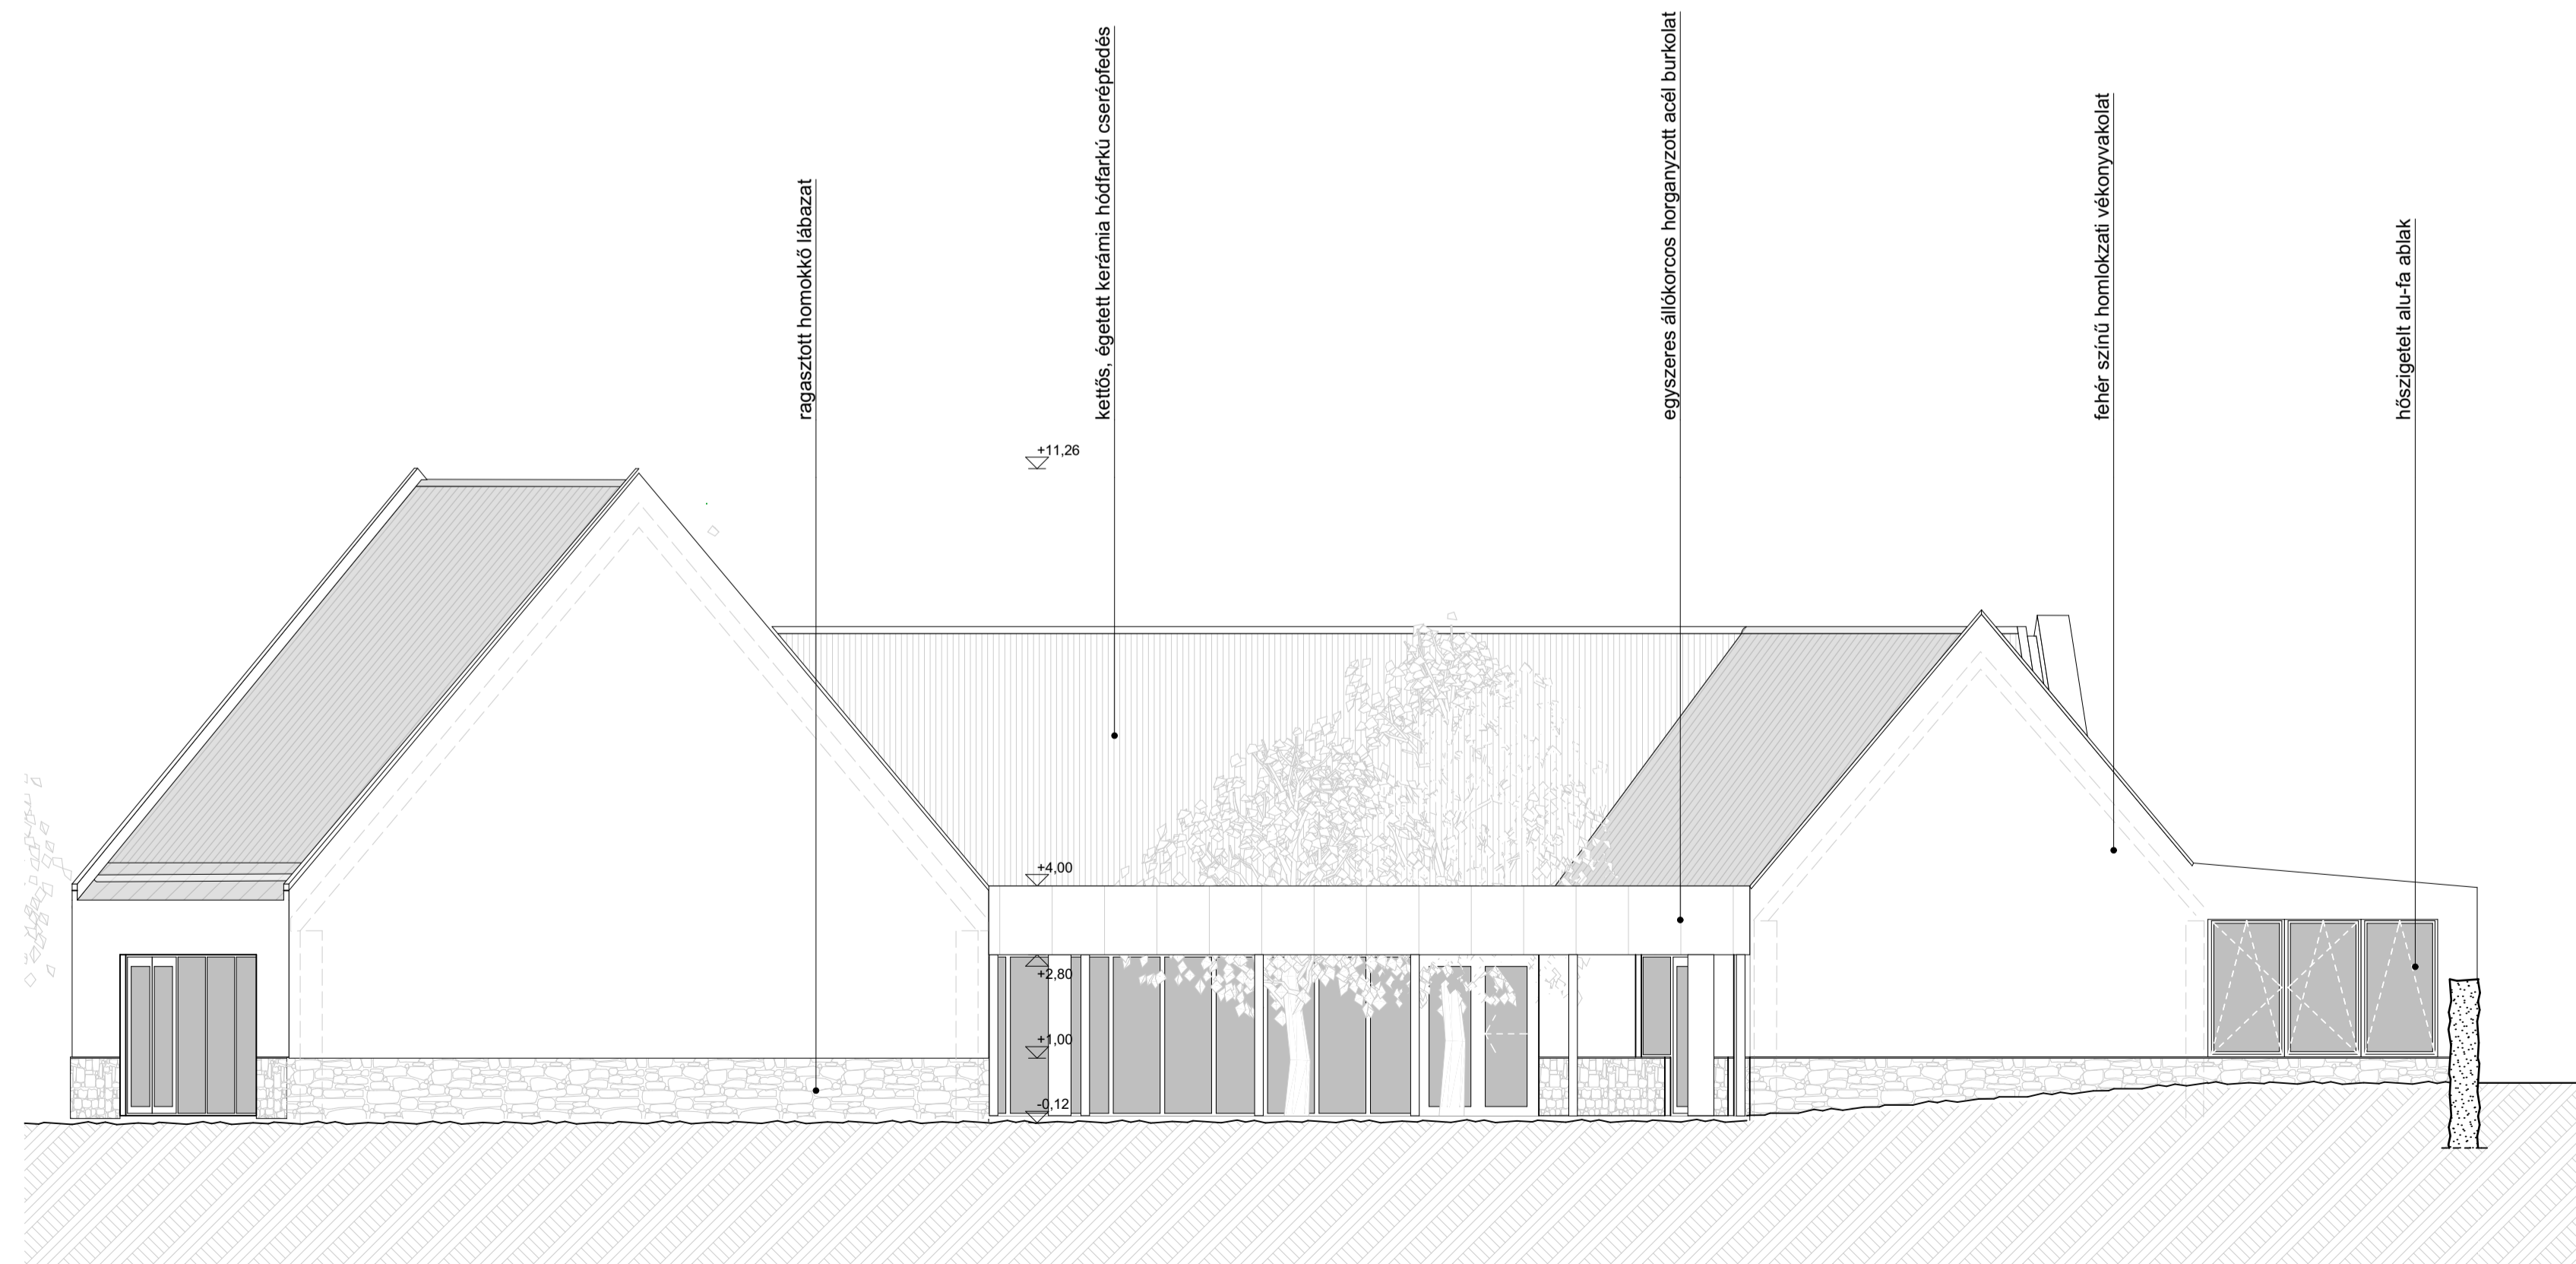 ragasztott homokkő lábazat
kettős, égetett kerámia hódfarkú cserépfedés
egyszeres állókorcos horganyzott acél burkolat
fehér színű homlokzati vékonyvakolat
hőszigetelt alu-fa ablak
+11,26
+4,00
+2,80
+1,00
-0,12